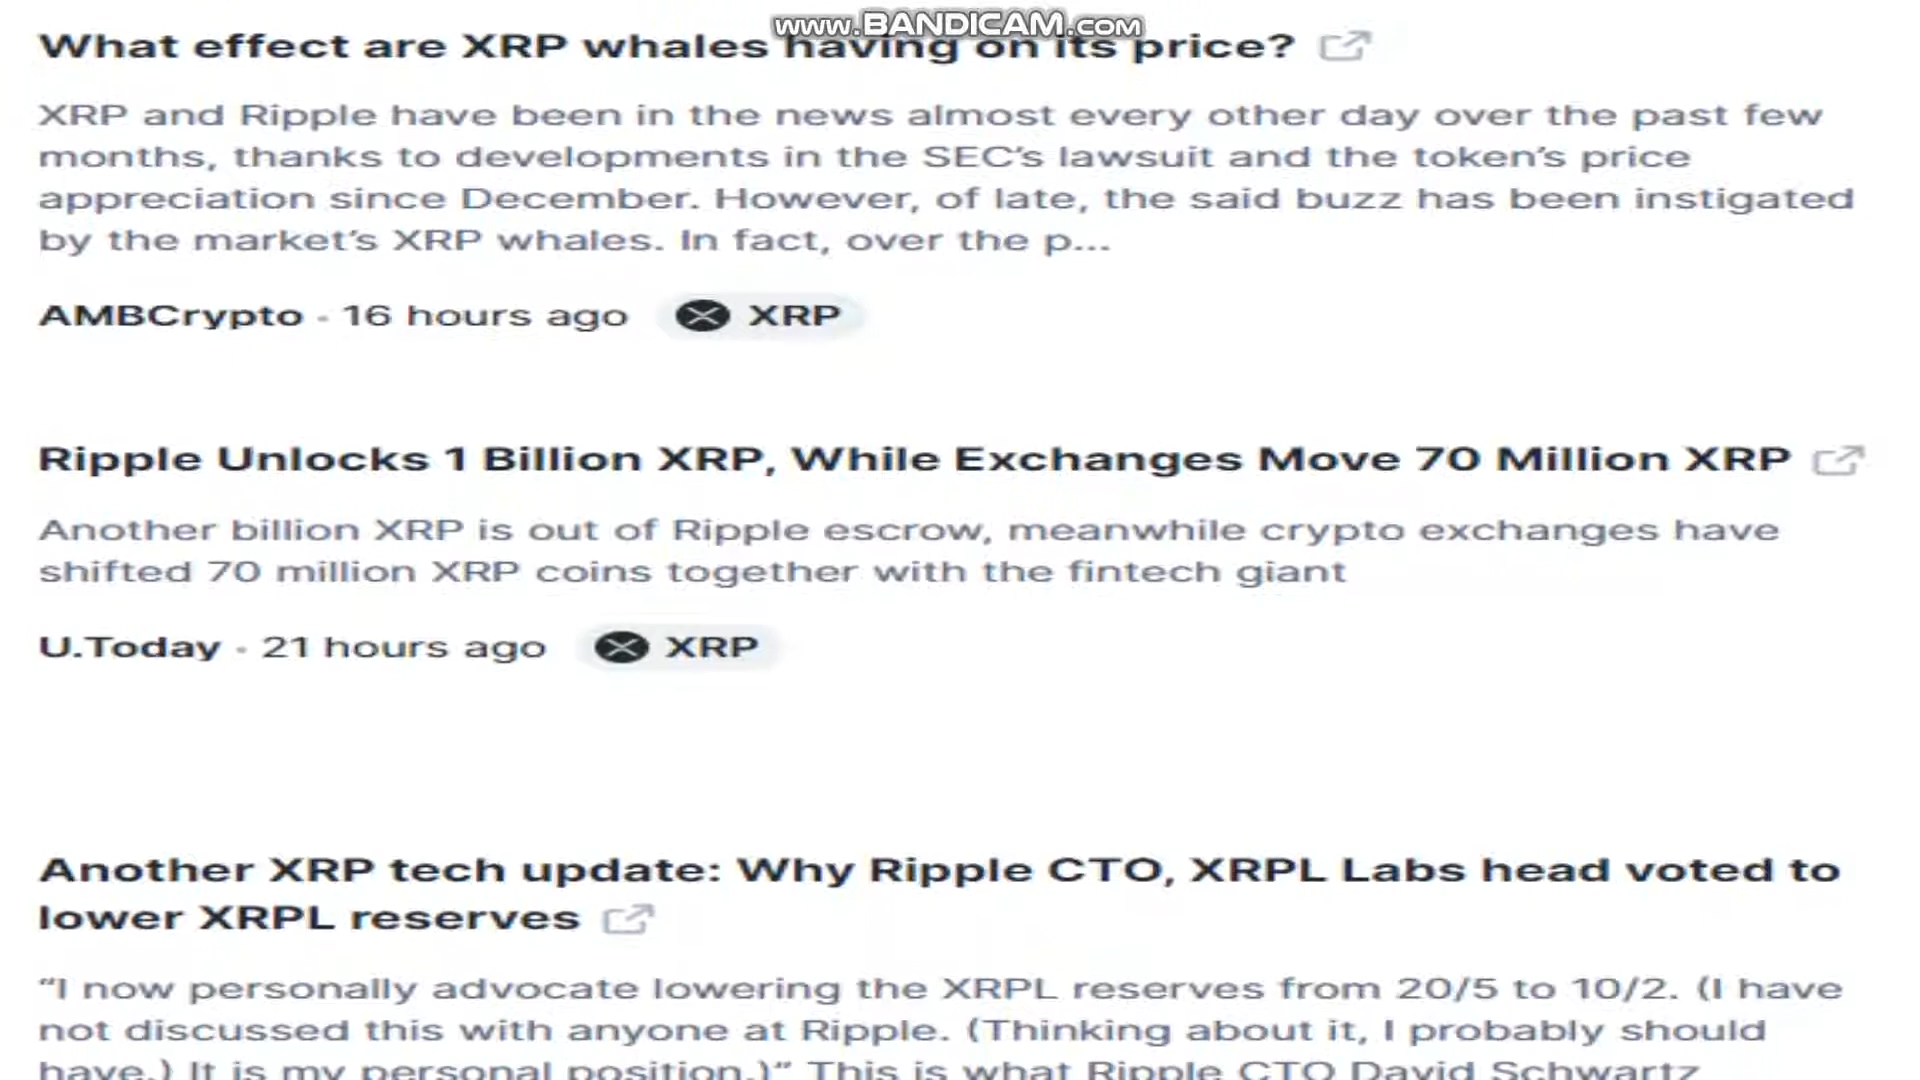 www.BANDICAM.com
What effect are XRP whales having on its price?
XRP and Ripple have been in the news almost every other day over the past few
months, thanks to developments in the SEC’s lawsuit and the token’s price
appreciation since December. However, of late, the said buzz has been instigated
by the market’s XRP whales. In fact, over the p...
AMBCrypto • 16 hours ago XRP
Ripple Unlocks 1 Billion XRP, While Exchanges Move 70 Million XRP
Another billion XRP is out of Ripple escrow, meanwhile crypto exchanges have
shifted 70 million XRP coins together with the fintech giant
U.Today • 21 hours ago XRP
Another XRP tech update: Why Ripple CTO, XRPL Labs head voted to
lower XRPL reserves
“I now personally advocate lowering the XRPL reserves from 20/5 to 10/2. (I have
not discussed this with anyone at Ripple. (Thinking about it, I probably should
have.) It is my personal position.)” This is what Ripple CTO David Schwartz